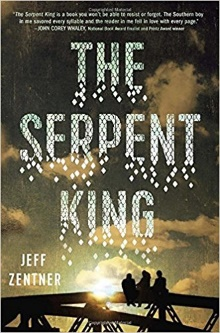 "The Serpent King is a book you won't be able to resist or forget. The Southern boy
in me savored every syllable and the reader in me fell in love with every page."
—JOHN COREY WHALEY, National Book Award Finalist and Printz Award winner
THE
SERPENT
KING
JEFF
ZENTNER